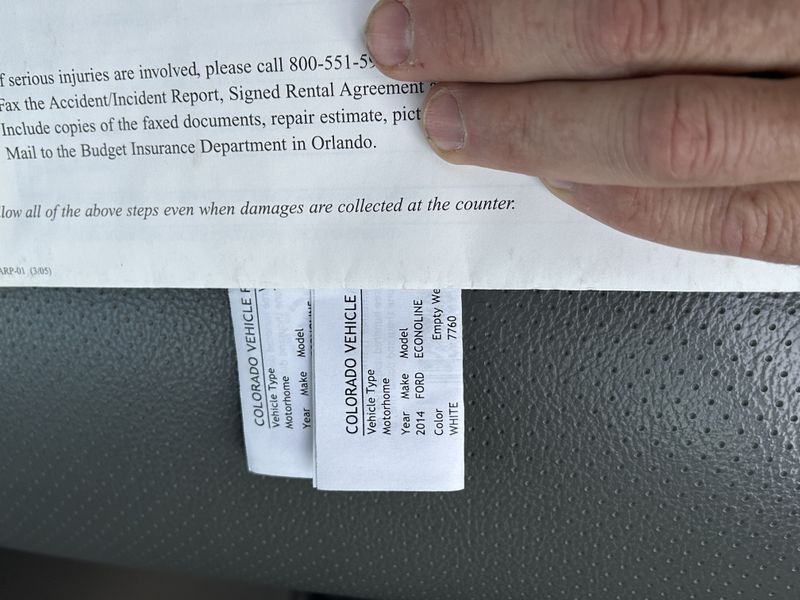 serious injuries are involved, please call 800-551-5
Fax the Accident/Incident Report, Signed Rental Agreement
Include copies of the faxed documents, repair estimate,
Mail to the Budget Insurance Department in Orlando.
all of the above steps even when damages are collected at the counter.
ARP-01 (3/05)
COLORADO VEHICLE
Vehicle Type
Motorhome
Year Make Model
COLORADO VEHICLE
Vehicle Type
Motorhome
Year Make Model
2014 FORD ECONOLINE
Color Empty
WHITE 7760